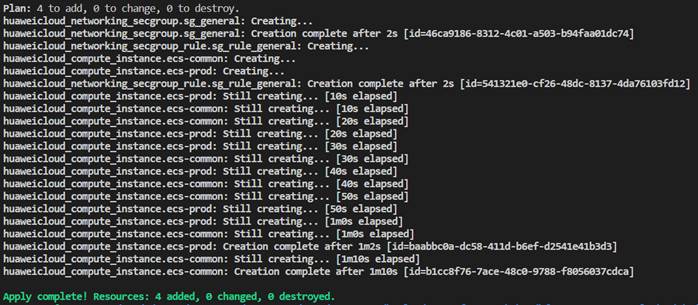 Plan: 4 to add, 0 to change, 0 to destroy.
huaweicloud_networking_secgroup.sg_general: Creating...
huaweicloud_networking_secgroup.sg_general: Creation complete after 2s [id=46ca9186-8312-4c01-a503-b94faa01dc74]
huaweicloud_networking_secgroup_rule.sg_rule_general: Creating...
huaweicloud_compute_instance.ecs-common: Creating...
huaweicloud_compute_instance.ecs-prod: Creating...
huaweicloud_networking_secgroup_rule.sg_rule_general: Creation complete after 2s [id=541321e0-cf26-48dc-8137-4da76103fd12]
huaweicloud_compute_instance.ecs-prod: Still creating... [10s elapsed]
huaweicloud_compute_instance.ecs-common: Still creating... [10s elapsed]
huaweicloud_compute_instance.ecs-common: Still creating... [20s elapsed]
huaweicloud_compute_instance.ecs-prod: Still creating... [20s elapsed]
huaweicloud_compute_instance.ecs-prod: Still creating... [30s elapsed]
huaweicloud_compute_instance.ecs-common: Still creating... [30s elapsed]
huaweicloud_compute_instance.ecs-prod: Still creating... [40s elapsed]
huaweicloud_compute_instance.ecs-common: Still creating... [40s elapsed]
huaweicloud_compute_instance.ecs-common: Still creating... [50s elapsed]
huaweicloud_compute_instance.ecs-prod: Still creating... [50s elapsed]
huaweicloud_compute_instance.ecs-prod: Still creating... [1m0s elapsed]
huaweicloud_compute_instance.ecs-common: Still creating... [1m0s elapsed]
huaweicloud_compute_instance.ecs-prod: Creation complete after 1m2s [id=baabbc0a-dc58-411d-b6ef-d2541e41b3d3]
huaweicloud_compute_instance.ecs-common: Still creating... [1m10s elapsed]
huaweicloud_compute_instance.ecs-common: Creation complete after 1m10s [id=b1cc8f76-7ace-48c0-9788-f8056037cdca]
Apply complete! Resources: 4 added, 0 changed, 0 destroyed.